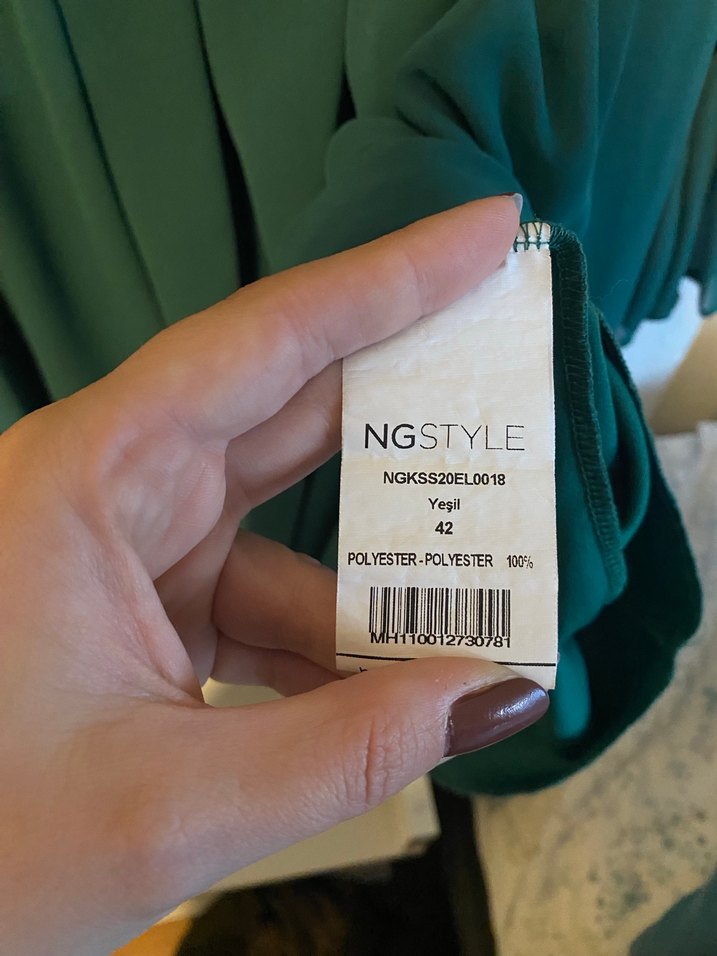 NGSTYLE
NGKSS20EL0018
Yeşil
42
POLYESTER - POLYESTER 100%
MH110012730781